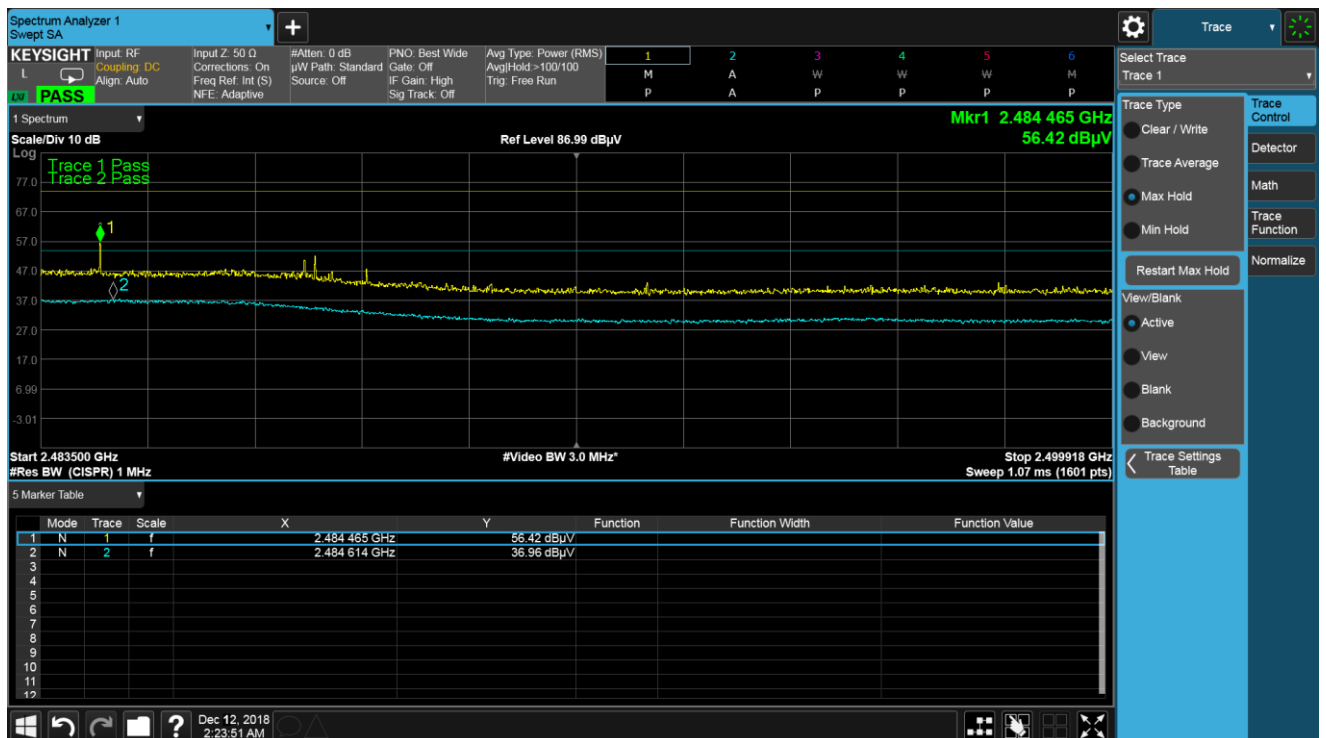 Spectrum Analyzer 1
Swept SA
+
Trace
KEYSIGHT
L
PASS
Input: RF
Coupling: DC
Align: Auto
Input Z: 50 Ω
Corrections: On
Freq Ref: Int (S)
NFE: Adaptive
#Atten: 0 dB
µW Path: Standard
Source: Off
PNO: Best Wide
Gate: Off
IF Gain: High
Sig Track: Off
Avg Type: Power (RMS)
Avg|Hold:>100/100
Trig: Free Run
1 2 3 4 5 6
M A W W W M
P A P P P P
Select Trace
Trace 1
1 Spectrum
Mkr1 2.484 465 GHz
56.42 dBµV
Scale/Div 10 dB
Ref Level 86.99 dBµV
Log
Trace 1 Pass
Trace 2 Pass
77.0
67.0
57.0
47.0
37.0
27.0
17.0
6.99
-3.01
1
2
Start 2.483500 GHz
#Video BW 3.0 MHz*
Stop 2.499918 GHz
#Res BW (CISPR) 1 MHz
Sweep 1.07 ms (1601 pts)
Trace Type
Clear / Write
Trace Average
Max Hold
Min Hold
Restart Max Hold
View/Blank
Active
View
Blank
Background
Trace Settings
Table
Trace
Control
Detector
Math
Trace
Function
Normalize
5 Marker Table
Mode Trace Scale X Y Function Function Width Function Value
1 N 1 f 2.484 465 GHz 56.42 dBµV
2 N 2 f 2.484 614 GHz 36.96 dBµV
3
4
5
6
7
8
9
10
11
12
?
Dec 12, 2018
2:23:51 AM